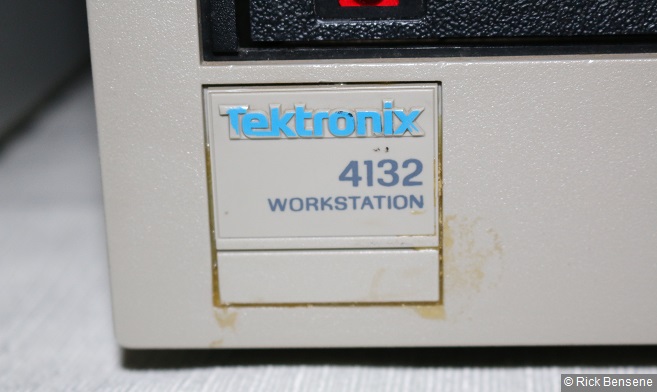 Tektronix
4132
WORKSTATION
© Rick Bensene